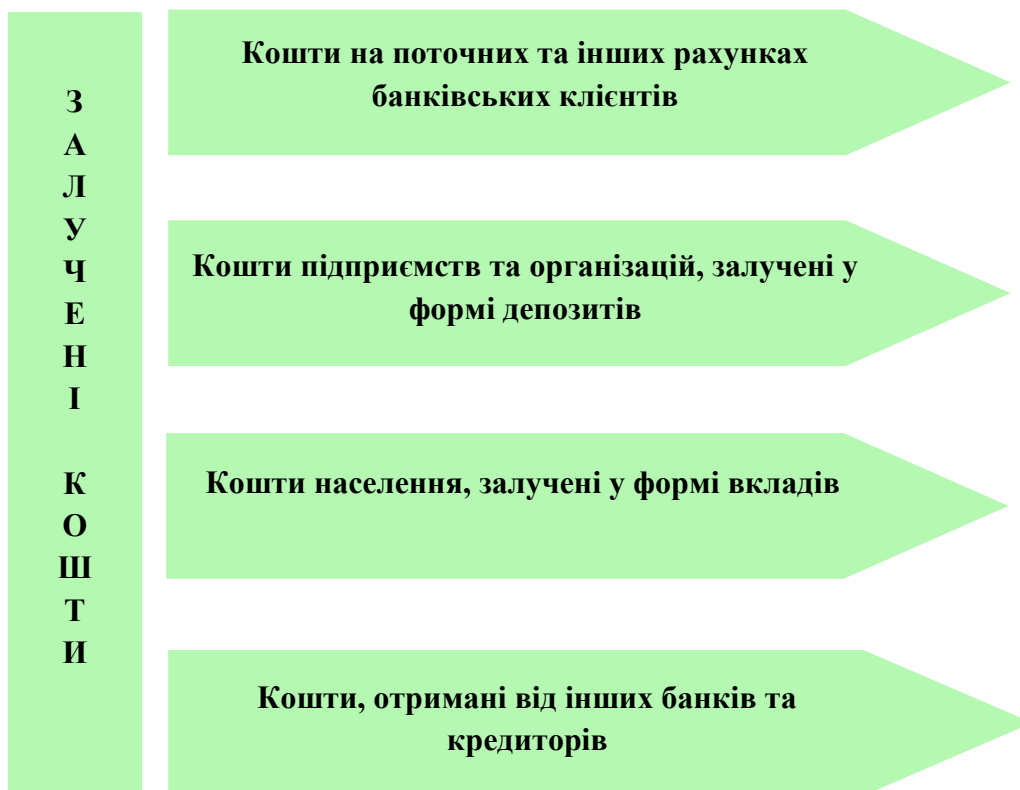 З
А
Л
У
Ч
Е
Н
І
К
О
Ш
Т
И
Кошти на поточних та інших рахунках
банківських клієнтів
Кошти підприємств та організацій, залучені у
формі депозитів
Кошти населення, залучені у формі вкладів
Кошти, отримані від інших банків та
кредиторів